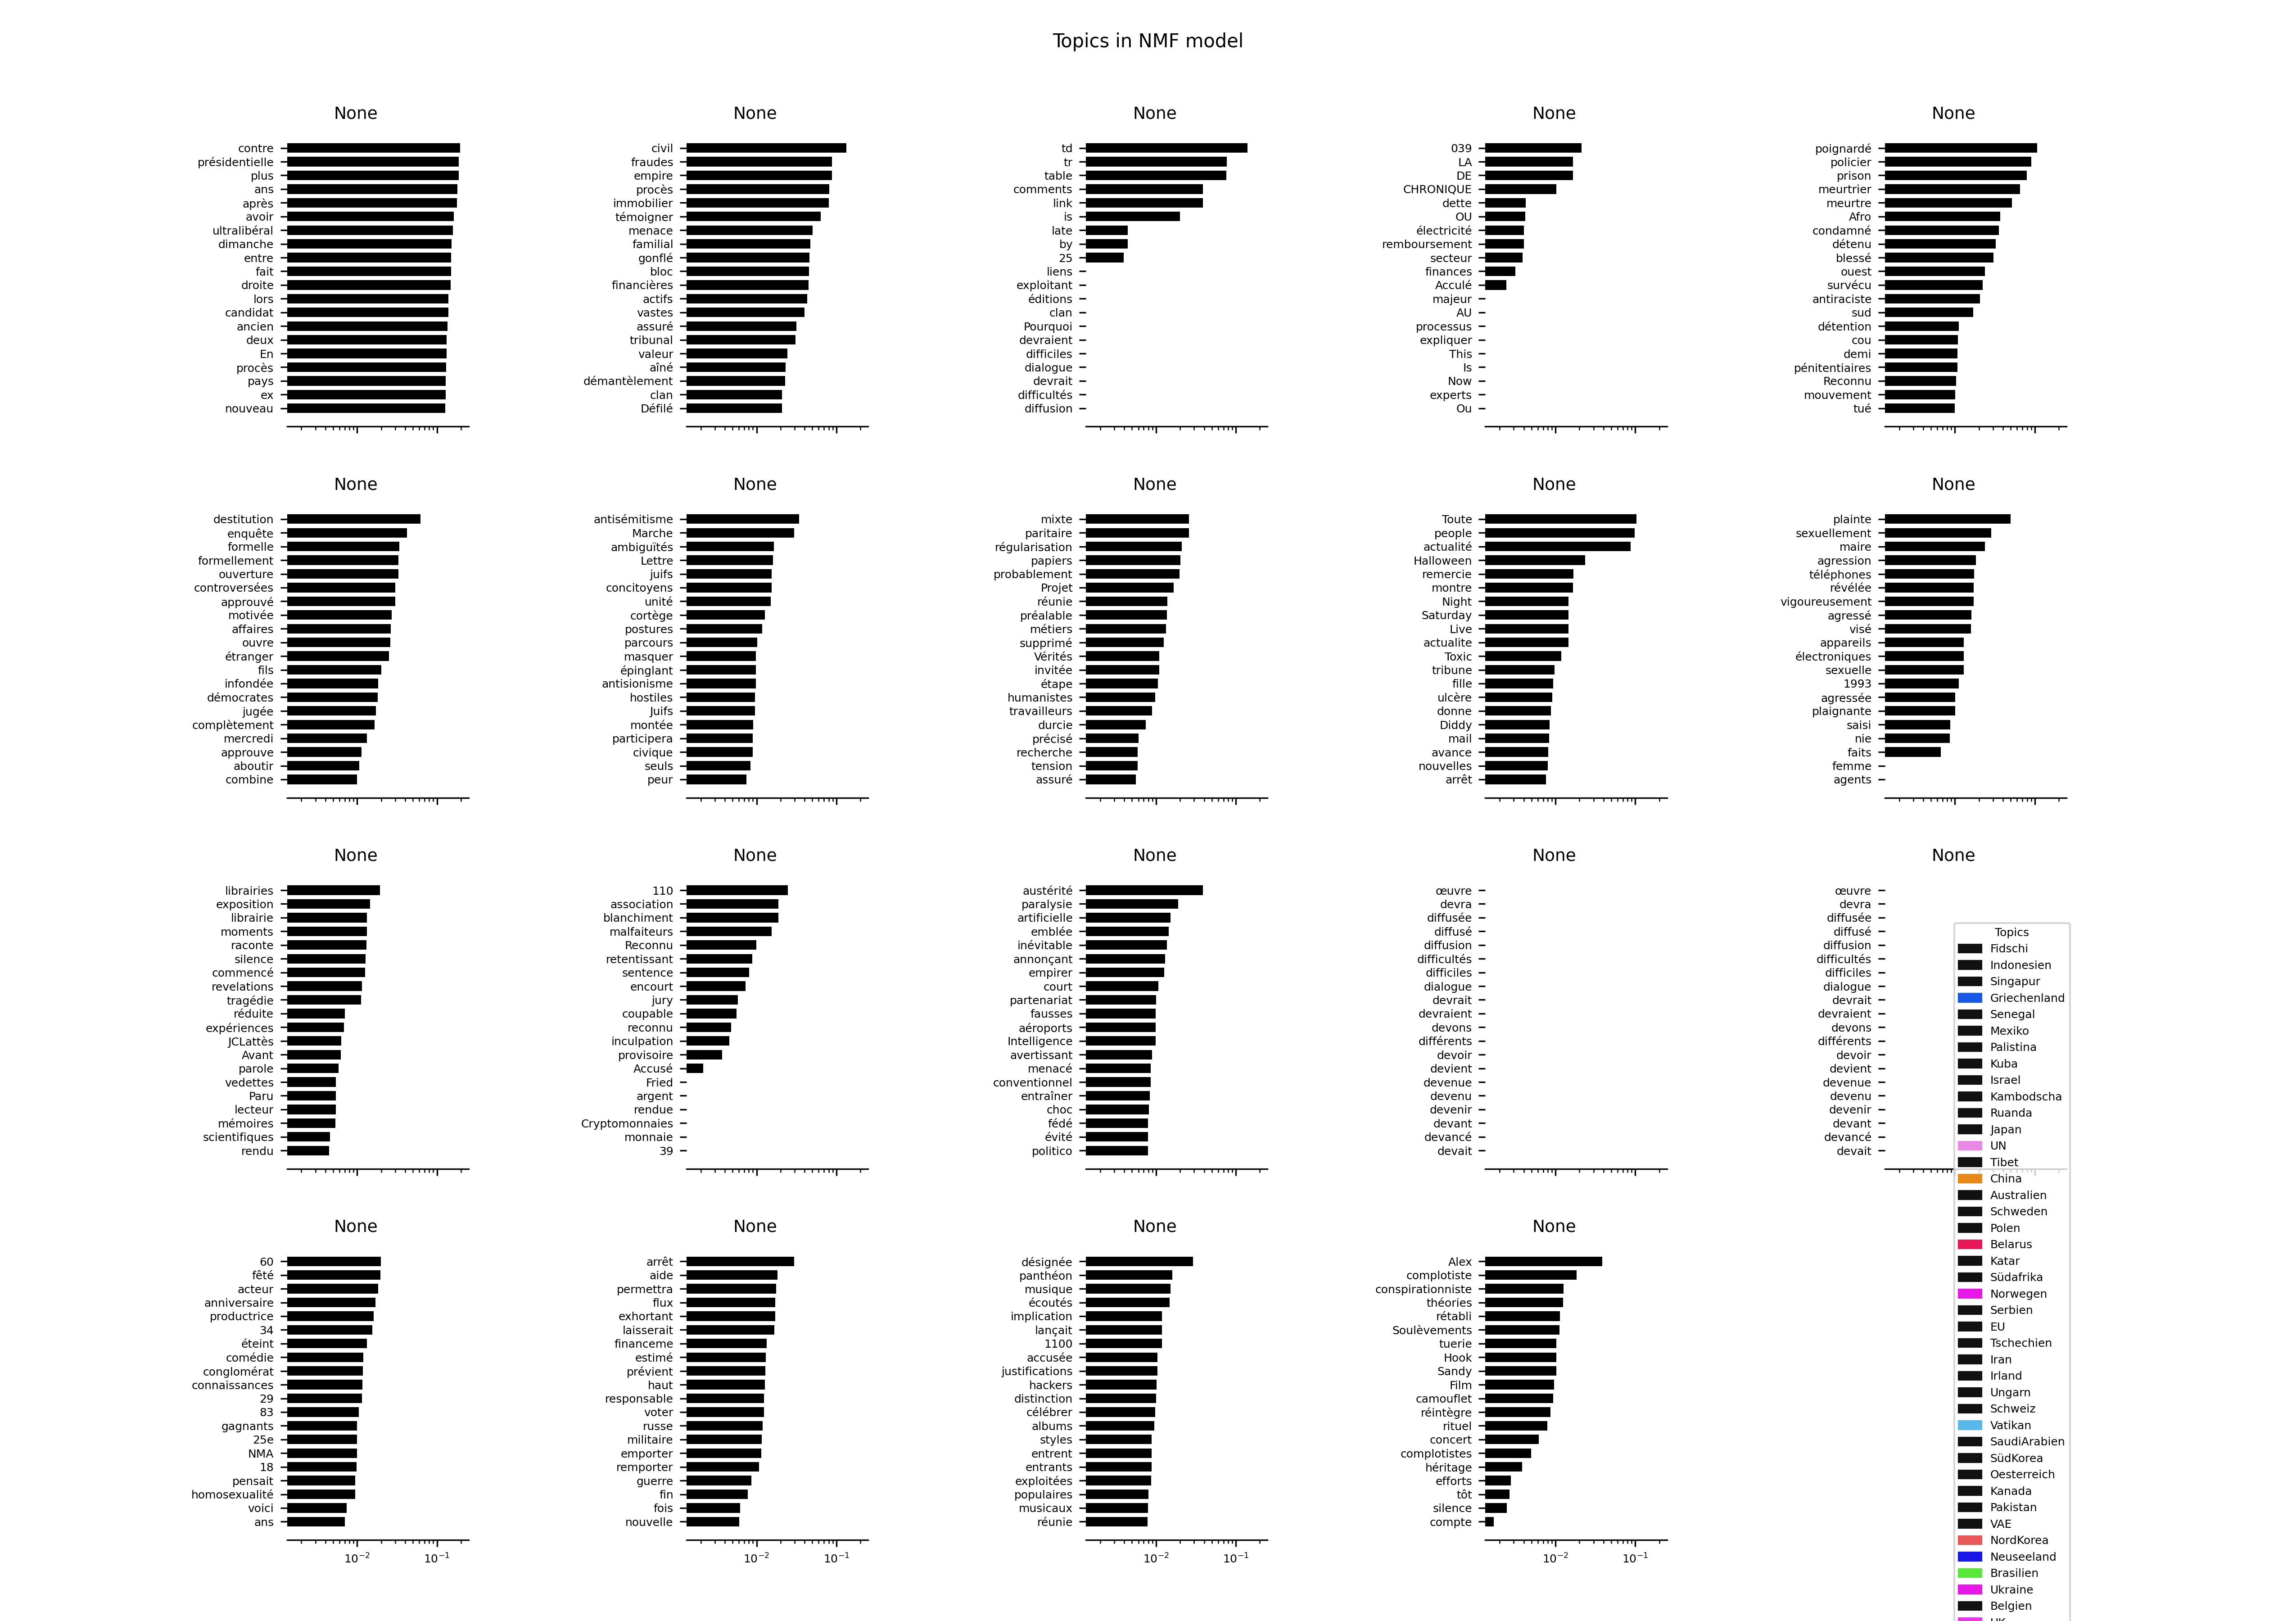 Topics in NMF model
None
contre
présidentielle
plus
ans
après
avoir
ultralibéral
dimanche
entre
fait
droite
lors
candidat
ancien
deux
En
procès
pays
ex
nouveau
None
civil
fraudes
empire
procès
immobilier
témoigner
menace
familial
gonflé
bloc
financières
actifs
vastes
assuré
tribunal
valeur
aîné
démantèlement
clan
Défilé
None
td
tr
table
comments
link
is
late
by
25
liens
exploitant
éditions
clan
Pourquoi
devraient
difficiles
dialogue
devrait
difficultés
diffusion
None
039
LA
DE
CHRONIQUE
dette
OU
électricité
remboursement
secteur
finances
Acculé
majeur
AU
processus
expliquer
This
Is
Now
experts
Ou
None
poignardé
policier
prison
meurtrier
meurtre
Afro
condamné
détenu
blessé
ouest
survécu
antiraciste
sud
détention
cou
demi
pénitentiaires
Reconnu
mouvement
tué
None
destitution
enquête
formelle
formellement
ouverture
controversées
approuvé
motivée
affaires
ouvre
étranger
fils
infondée
démocrates
jugée
complètement
mercredi
approuve
aboutir
combine
None
antisémitisme
Marche
ambiguïtés
Lettre
juifs
concitoyens
unité
cortège
postures
parcours
masquer
épinglant
antisionisme
hostiles
Juifs
montée
participera
civique
seuls
peur
None
mixte
paritaire
régularisation
papiers
probablement
Projet
réunie
préalable
métiers
supprimé
Vérités
invitée
étape
humanistes
travailleurs
durcie
précisé
recherche
tension
assuré
None
Toute
people
actualité
Halloween
remercie
montre
Night
Saturday
Live
actualite
Toxic
tribune
fille
ulcère
donne
Diddy
mail
avance
nouvelles
arrêt
None
plainte
sexuellement
maire
agression
téléphones
révélée
vigoureusement
agressé
visé
appareils
électroniques
sexuelle
1993
agressée
plaignante
saisi
nie
faits
femme
agents
None
librairies
exposition
librairie
moments
raconte
silence
commencé
revelations
tragédie
réduite
expériences
JCLattès
Avant
parole
vedettes
Paru
lecteur
mémoires
scientifiques
rendu
None
110
association
blanchiment
malfaiteurs
Reconnu
retentissant
sentence
encourt
jury
coupable
reconnu
inculpation
provisoire
Accusé
Fried
argent
rendue
Cryptomonnaies
monnaie
39
None
austérité
paralysie
artificielle
emblée
inévitable
annonçant
empirer
court
partenariat
fausses
aéroports
Intelligence
avertissant
menacé
conventionnel
entraîner
choc
fédé
évité
politico
None
œuvre
devra
diffusée
diffusé
diffusion
difficultés
difficiles
dialogue
devrait
devraient
devons
différents
devoir
devient
devenue
devenu
devenir
devant
devancé
devait
None
œuvre
devra
diffusée
diffusé
diffusion
difficultés
difficiles
dialogue
devrait
devraient
devons
différents
devoir
devient
devenue
devenu
devenir
devant
devancé
devait
None
60
fêté
acteur
anniversaire
productrice
34
éteint
comédie
conglomérat
connaissances
29
83
gagnants
25e
NMA
18
pensait
homosexualité
voici
ans
10⁻² 10⁻¹
None
arrêt
aide
permettra
flux
exhortant
laisserait
financeme
estimé
prévient
haut
responsable
voter
russe
militaire
emporter
remporter
guerre
fin
fois
nouvelle
10⁻² 10⁻¹
None
désignée
panthéon
musique
écoutés
implication
lançait
1100
accusée
justifications
hackers
distinction
célébrer
albums
styles
entrent
entrants
exploitées
populaires
musicaux
réunie
10⁻² 10⁻¹
None
Alex
complotiste
conspirationniste
théories
rétabli
Soulèvements
tuerie
Hook
Sandy
Film
camouflet
réintègre
rituel
concert
complotistes
héritage
efforts
tôt
silence
compte
10⁻² 10⁻¹
Topics
Fidschi
Indonesien
Singapur
Griechenland
Senegal
Mexiko
Palistina
Kuba
Israel
Kambodscha
Ruanda
Japan
UN
Tibet
China
Australien
Schweden
Polen
Belarus
Katar
Südafrika
Norwegen
Serbien
EU
Tschechien
Iran
Irland
Ungarn
Schweiz
Vatikan
SaudiArabien
SüdKorea
Oesterreich
Kanada
Pakistan
VAE
NordKorea
Neuseeland
Brasilien
Ukraine
Belgien